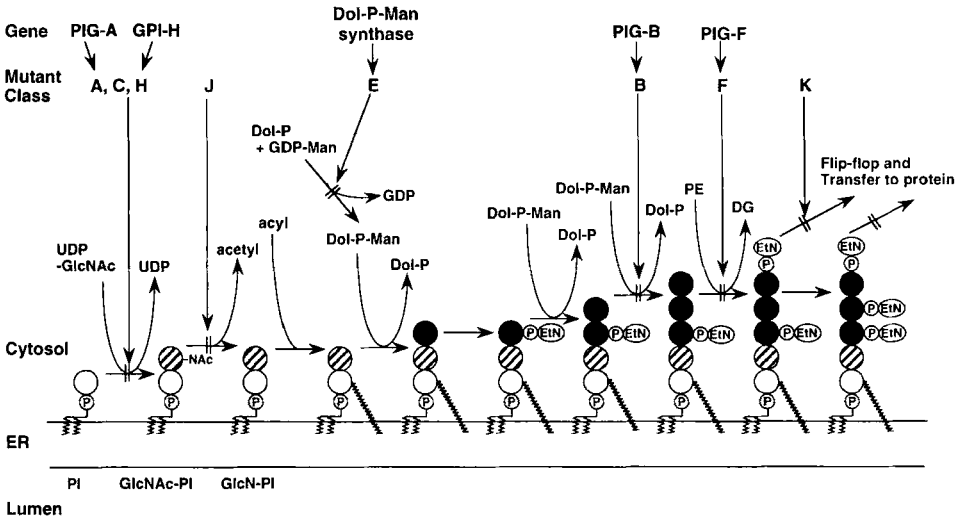 Gene PIG-A GPI-H Dol-P-Man synthase PIG-B PIG-F
Mutant Class A, C, H J E B F K
Dol-P + GDP-Man
GDP
Flip-flop and
Transfer to protein
UDP
-GlcNAc
UDP
acetyl
acyl
Dol-P-Man
Dol-P
Dol-P-Man
Dol-P
Dol-P-Man
Dol-P
PE
DG
Cytosol
NAc
P EtN
P EtN
P EtN
EtN
P
P EtN
EtN
P
P EtN
P EtN
P P P P P P P P P P
ER
PI GlcNAc-PI GlcN-PI
Lumen